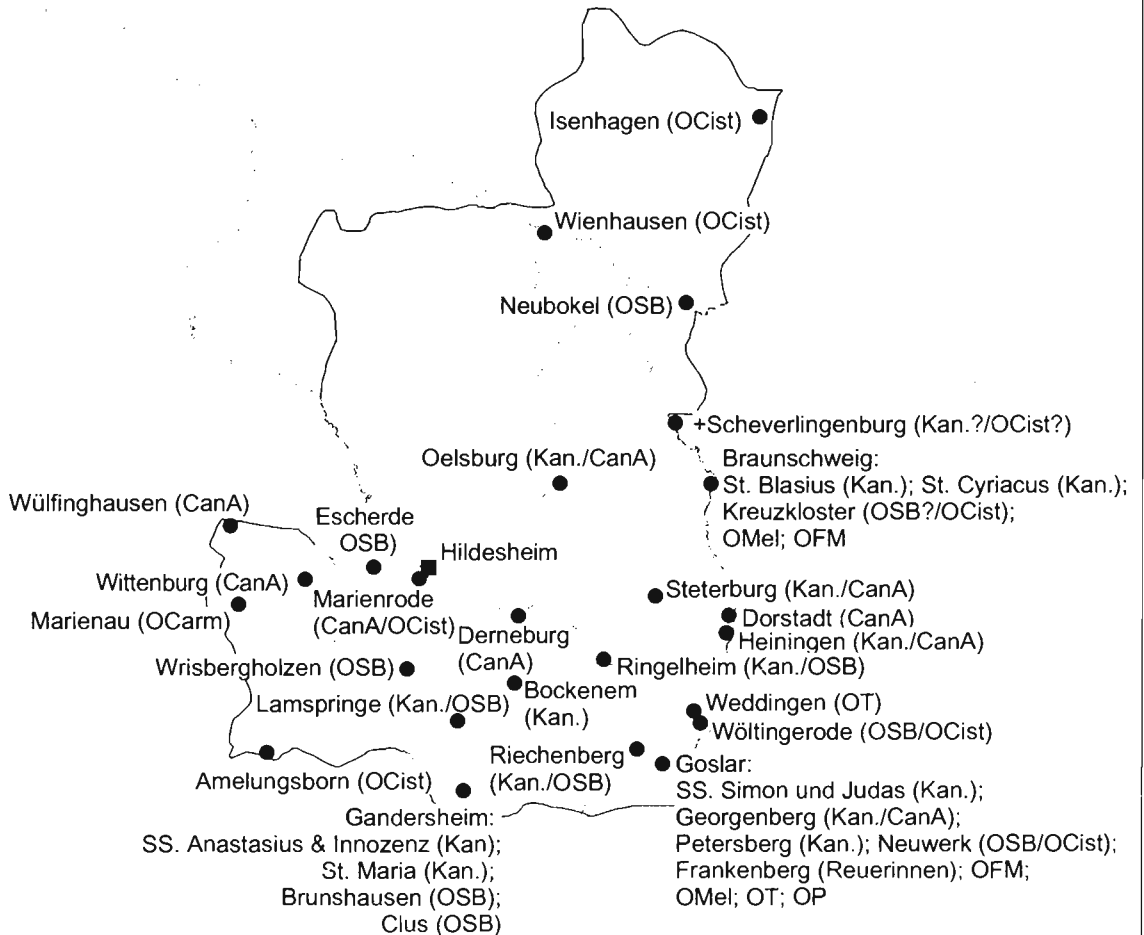 Isenhagen (OCist)
Wienhausen (OCist)
Neubokel (OSB)
+Scheverlingenburg (Kan.?/OCist?)
Oelsburg (Kan./CanA)
Braunschweig:
St. Blasius (Kan.); St. Cyriacus (Kan.);
Kreuzkloster (OSB?/OCist);
OMel; OFM
Wülfinghausen (CanA)
Escherde
OSB)
Hildesheim
Wittenburg (CanA)
Marienrode
(CanA/OCist)
Marienau (OCarm)
Steterburg (Kan./CanA)
Dorstadt (CanA)
Heiningen (Kan./CanA)
Derneburg
(CanA)
Wrisbergholzen (OSB)
Ringelheim (Kan./OSB)
Lamspringe (Kan./OSB)
Bockenem
(Kan.)
Weddingen (OT)
Wöltingerode (OSB/OCist)
Riechenberg
(Kan./OSB)
Amelungsborn (OCist)
Goslar:
SS. Simon und Judas (Kan.);
Georgenberg (Kan./CanA);
Petersberg (Kan.); Neuwerk (OSB/OCist);
Frankenberg (Reuerinnen); OFM;
OMel; OT; OP
Gandersheim:
SS. Anastasius & Innozenz (Kan);
St. Maria (Kan.);
Brunshausen (OSB);
Clus (OSB)